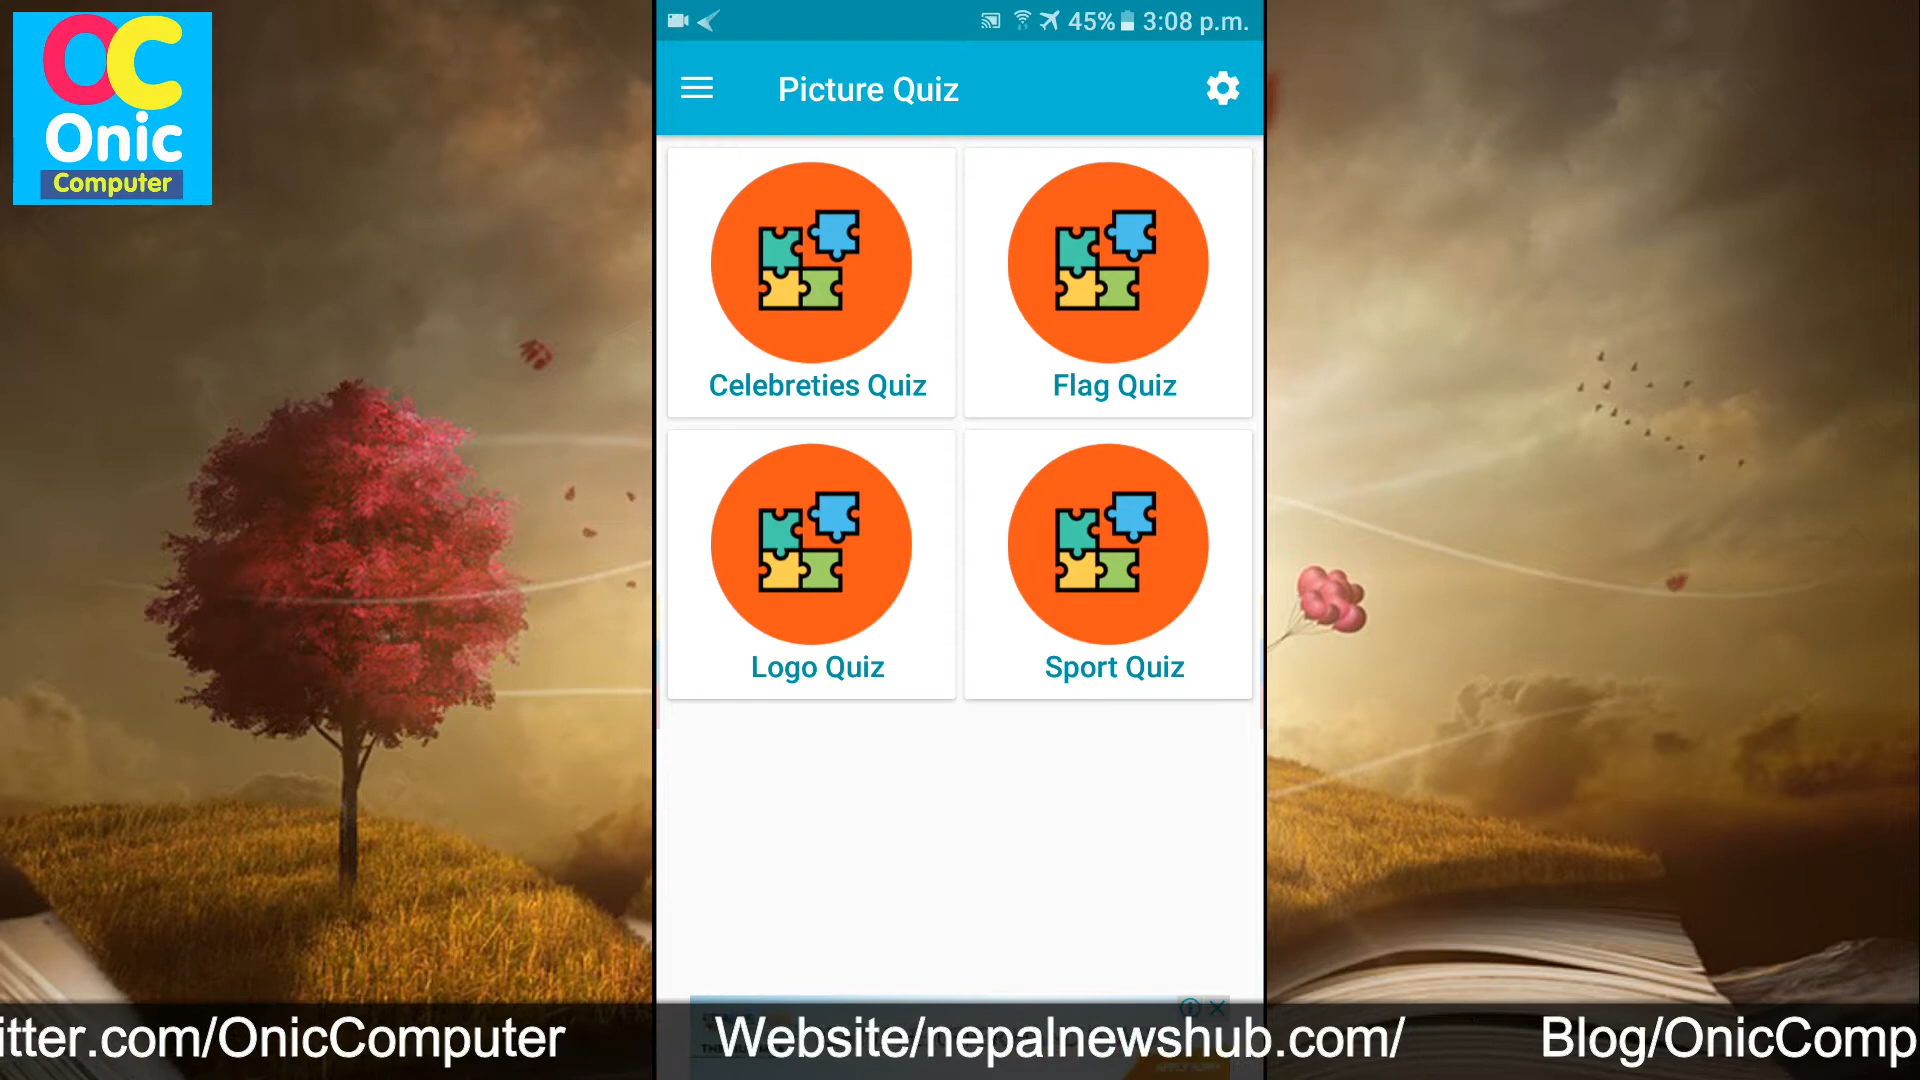 OC
Onic
Computer
45% 3:08 p.m.
Picture Quiz
Celebreties Quiz
Flag Quiz
Logo Quiz
Sport Quiz
itter.com/OnicComputer Website/nepalnewshub.com/ Blog/OnicComp